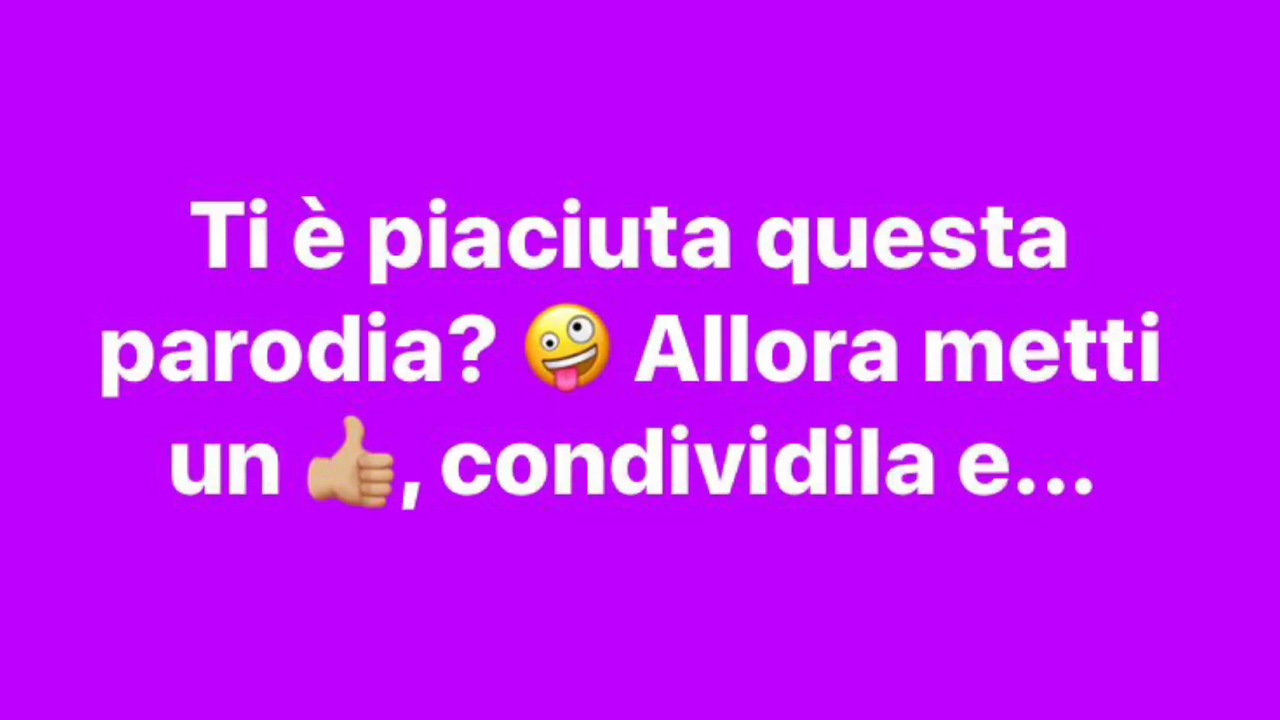 Ti è piaciuta questa
parodia? 🤪 Allora metti
un 👍🏼, condividila e...